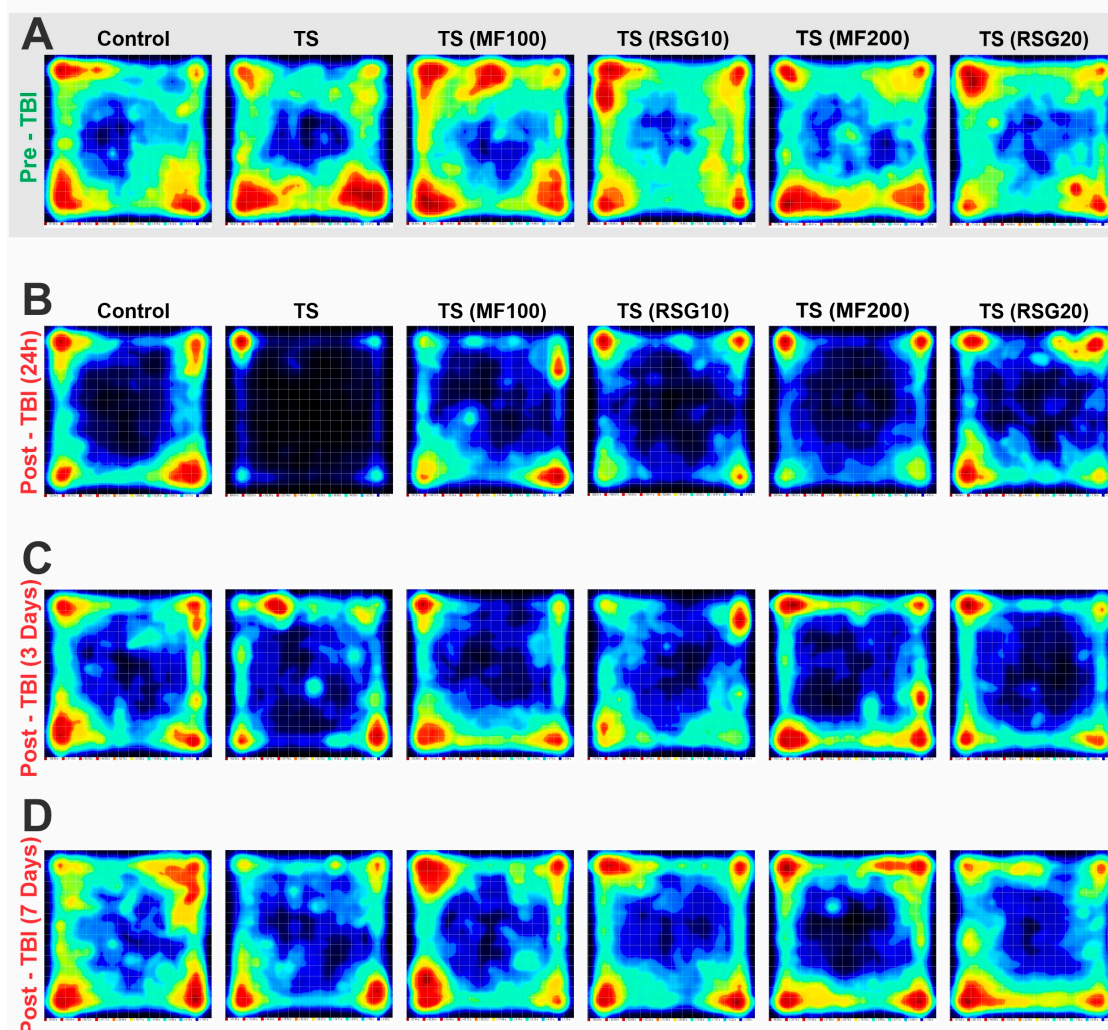 A
Control TS TS (MF100) TS (RSG10) TS (MF200) TS (RSG20)
Pre - TBI
B
Control TS TS (MF100) TS (RSG10) TS (MF200) TS (RSG20)
Post - TBI (24h)
C
Post - TBI (3 Days)
D
Post - TBI (7 Days)